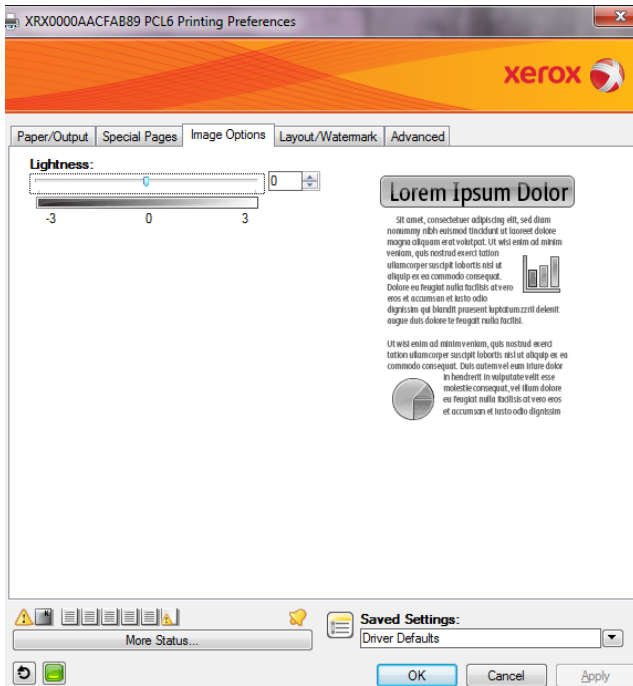 XRX0000AACFAB89 PCL6 Printing Preferences
xerox
Paper/Output Special Pages Image Options Layout/Watermark Advanced
Lightness:
0
-3 0 3
Lorem Ipsum Dolor
Sit amet, consectetuer adipiscing elit, sed diam
nonummy nibh euismod tincidunt ut laoreet dolore
magna aliquam erat volutpat. Ut wisi enim ad minim
veniam, quis nostrud exerci tation
ullamcorper suscipit lobortis nisl ut
aliquip ex ea commodo consequat.
Dolore eu feugiat nulla facilisis at vero
eros et accumsan et iusto odio
dignissim qui blandit praesent luptatum zzril delenit
augue duis dolore te feugait nulla facilisi.
Ut wisi enim ad minim veniam, quis nostrud exerci
tation ullamcorper suscipit lobortis nisl ut aliquip ex ea
commodo consequat. Duis autem vel eum iriure dolor
in hendrerit in vulputate velit esse
molestie consequat, vel illum dolore
eu feugiat nulla facilisis at vero eros
et accumsan et iusto odio dignissim
More Status...
Saved Settings:
Driver Defaults
OK Cancel Apply